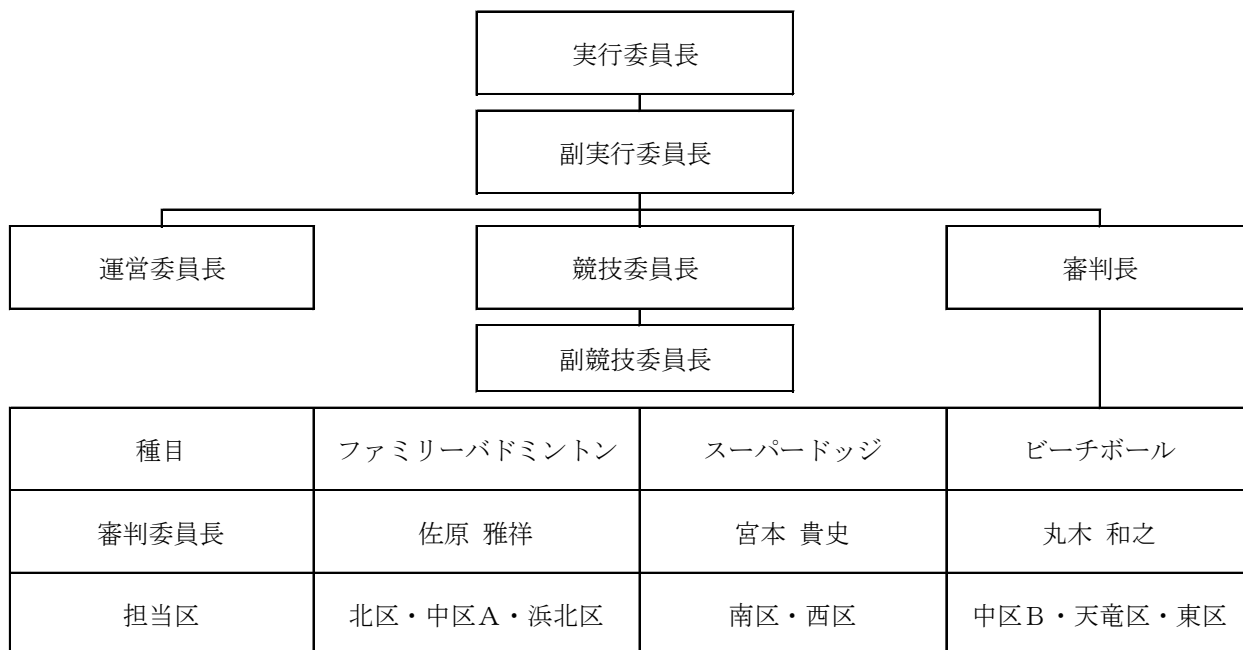 実行委員長
副実行委員長
運営委員長 競技委員長 審判長
副競技委員長
種目 ファミリーバドミントン スーパードッジ ビーチボール
審判委員長 佐原 雅祥 宮本 貴史 丸木 和之
担当区 北区・中区Ａ・浜北区 南区・西区 中区Ｂ・天竜区・東区